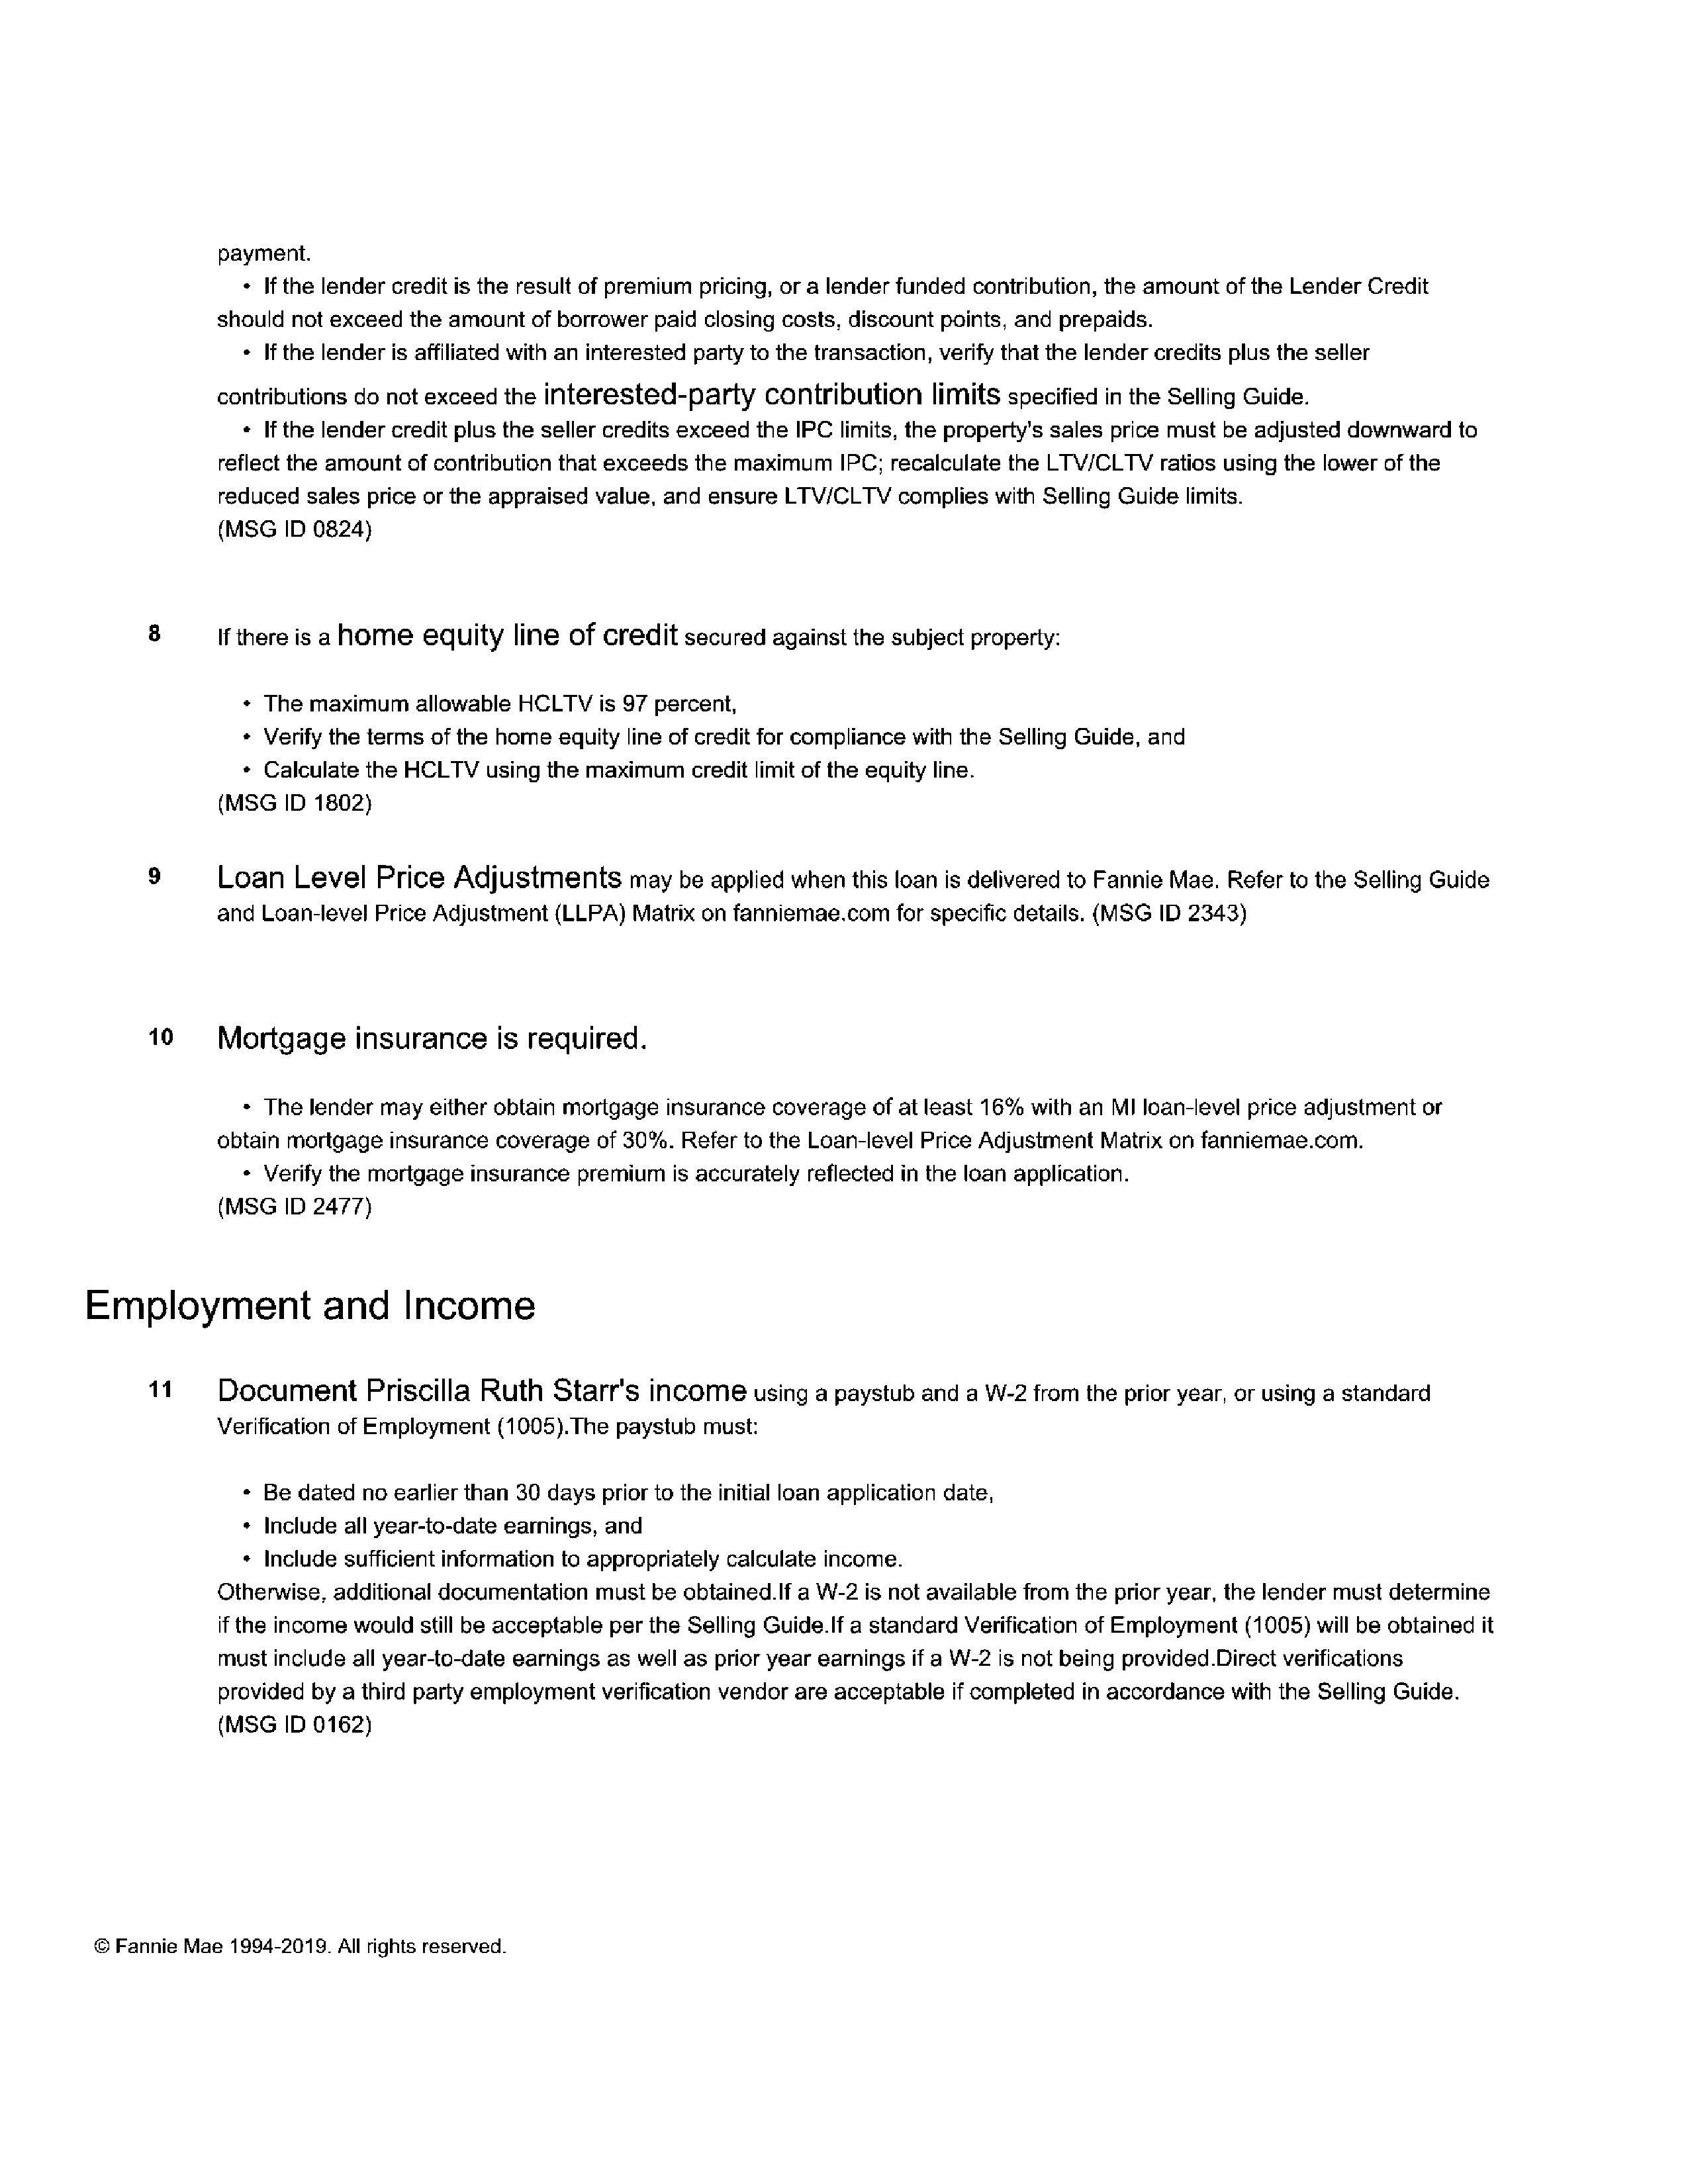 payment.
• If the lender credit is the result of premium pricing, or a lender funded contribution, the amount of the Lender Credit
should not exceed the amount of borrower paid closing costs, discount points, and prepaids.
• If the lender is affiliated with an interested party to the transaction, verify that the lender credits plus the seller
contributions do not exceed the interested-party contribution limits specified in the Selling Guide.
• If the lender credit plus the seller credits exceed the IPC limits, the property's sales price must be adjusted downward to
reflect the amount of contribution that exceeds the maximum IPC; recalculate the LTV/CLTV ratios using the lower of the
reduced sales price or the appraised value, and ensure LTV/CLTV complies with Selling Guide limits.
(MSG ID 0824)
8 If there is a home equity line of credit secured against the subject property:
• The maximum allowable HCLTV is 97 percent,
• Verify the terms of the home equity line of credit for compliance with the Selling Guide, and
• Calculate the HCLTV using the maximum credit limit of the equity line.
(MSG ID 1802)
9 Loan Level Price Adjustments may be applied when this loan is delivered to Fannie Mae. Refer to the Selling Guide
and Loan-level Price Adjustment (LLPA) Matrix on fanniemae.com for specific details. (MSG ID 2343)
10 Mortgage insurance is required.
• The lender may either obtain mortgage insurance coverage of at least 16% with an MI loan-level price adjustment or
obtain mortgage insurance coverage of 30%. Refer to the Loan-level Price Adjustment Matrix on fanniemae.com.
• Verify the mortgage insurance premium is accurately reflected in the loan application.
(MSG ID 2477)
Employment and Income
11 Document Priscilla Ruth Starr's income using a paystub and a W-2 from the prior year, or using a standard
Verification of Employment (1005).The paystub must:
• Be dated no earlier than 30 days prior to the initial loan application date,
• Include all year-to-date earnings, and
• Include sufficient information to appropriately calculate income.
Otherwise, additional documentation must be obtained.If a W-2 is not available from the prior year, the lender must determine
if the income would still be acceptable per the Selling Guide.If a standard Verification of Employment (1005) will be obtained it
must include all year-to-date earnings as well as prior year earnings if a W-2 is not being provided.Direct verifications
provided by a third party employment verification vendor are acceptable if completed in accordance with the Selling Guide.
(MSG ID 0162)
© Fannie Mae 1994-2019. All rights reserved.